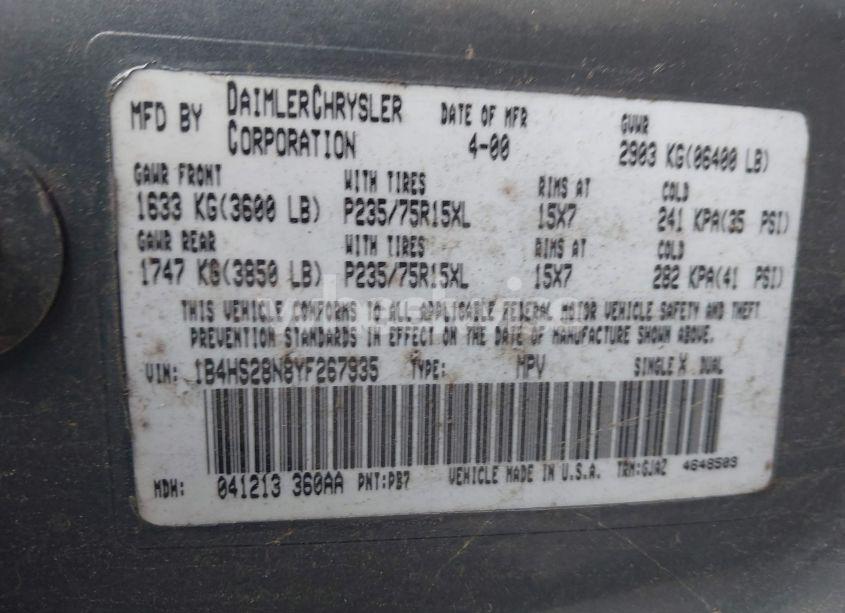 MFD BY DAIMLERCHRYSLER CORPORATION
DATE OF MFR 4-00
GVWR 2903 KG(06400 LB)
GAWR FRONT WITH TIRES RIMS AT COLD
1633 KG(3600 LB) P235/75R15XL 15X7 241 KPA(35 PSI)
GAWR REAR WITH TIRES RIMS AT COLD
1747 KG(3850 LB) P235/75R15XL 15X7 282 KPA(41 PSI)
THIS VEHICLE CONFORMS TO ALL APPLICABLE FEDERAL MOTOR VEHICLE SAFETY AND THEFT
PREVENTION STANDARDS IN EFFECT ON THE DATE OF MANUFACTURE SHOWN ABOVE.
VIN: 1B4HS28N8YF267935 TYPE: MPV SINGLE X DUAL
MDH: 041213 360AA PNT:PB7 VEHICLE MADE IN U.S.A. TRM:GJAZ 4648503